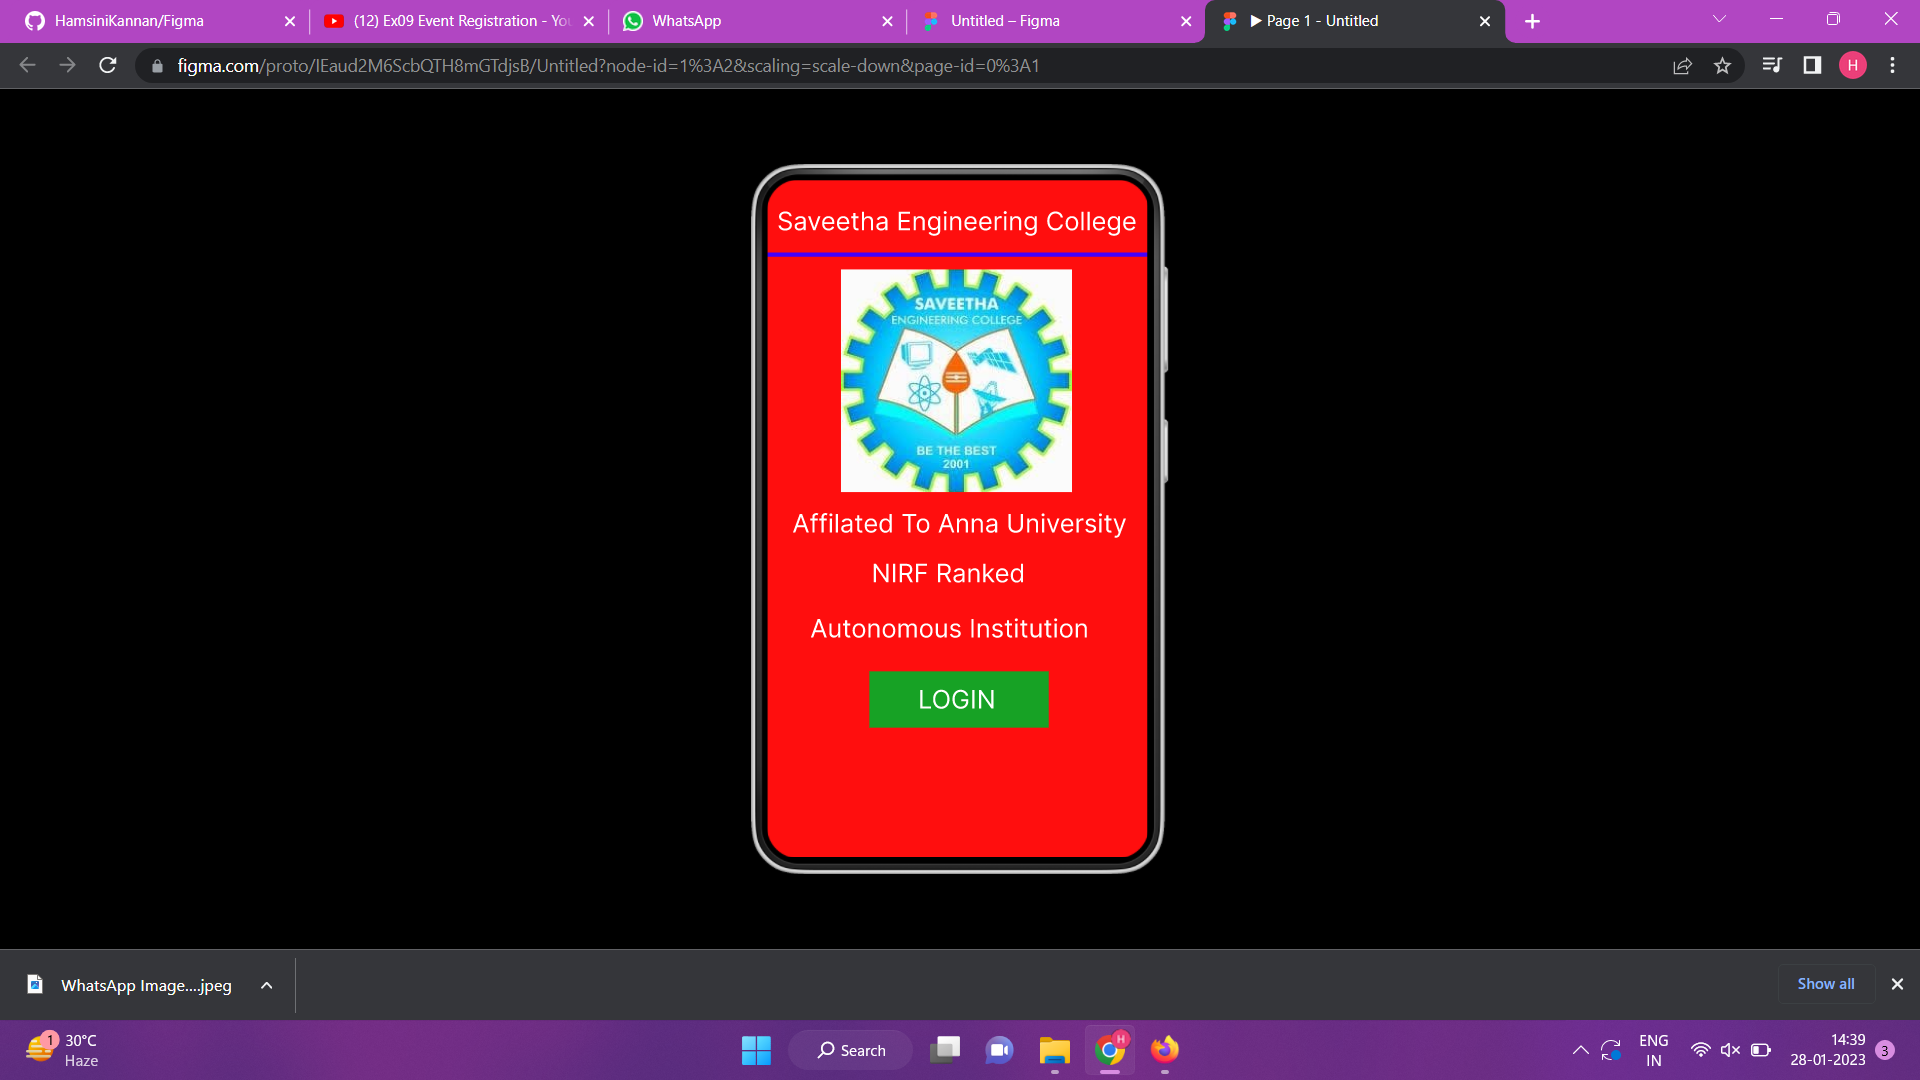 HamsiniKannan/Figma
(12) Ex09 Event Registration - You
WhatsApp
Untitled – Figma
▶ Page 1 - Untitled
figma.com/proto/IEaud2M6ScbQTH8mGTdjsB/Untitled?node-id=1%3A2&scaling=scale-down&page-id=0%3A1
H
Saveetha Engineering College
SAVEETHA
ENGINEERING COLLEGE
BE THE BEST
2001
Affilated To Anna University
NIRF Ranked
Autonomous Institution
LOGIN
WhatsApp Image....jpeg
Show all
1
30°C
Haze
Search
H
ENG
IN
14:39
28-01-2023
3